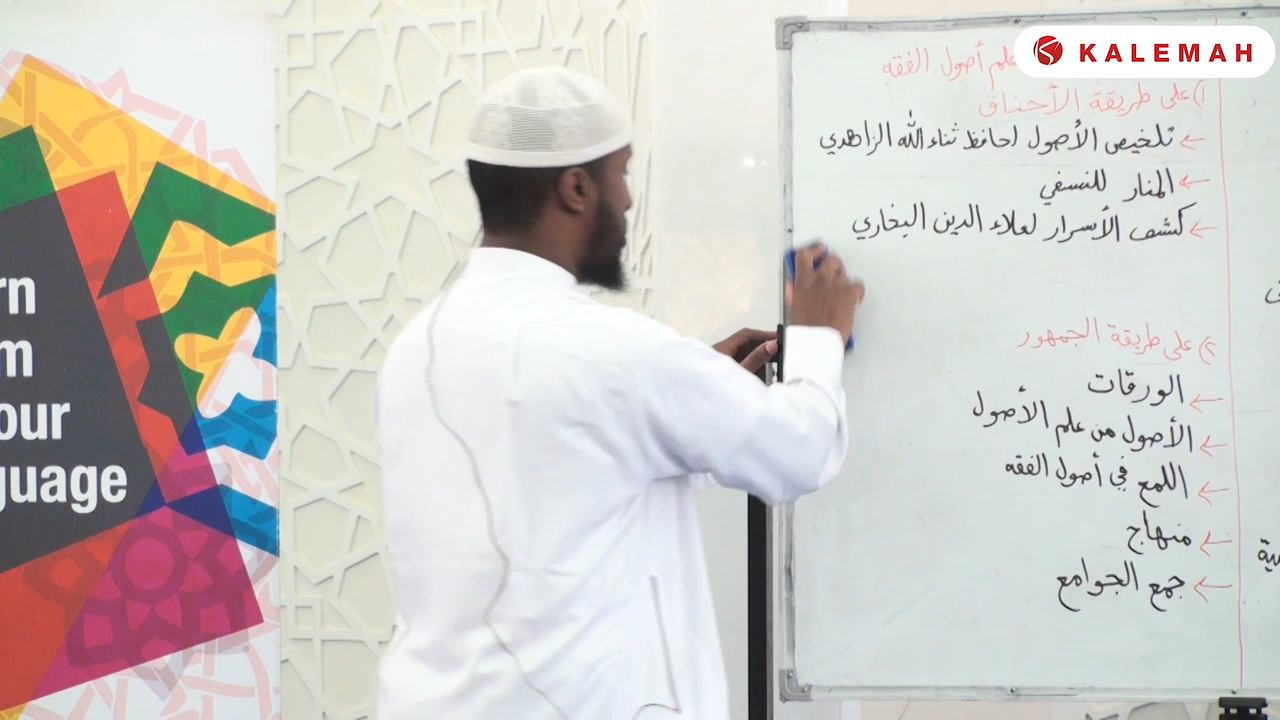 KALEMAH
علم أصول الفقه
١) على طريقة الأحناف
← تلخيص الأصول لحافظ ثناء الله الزاهدي
← المنار للنسفي
← كشف الأسرار لعلاء الدين البخاري
٢) على طريقة الجمهور
← الورقات
← الأصول من علم الأصول
← اللمع في أصول الفقه
← منهاج
← جمع الجوامع
rn
m
our
guage